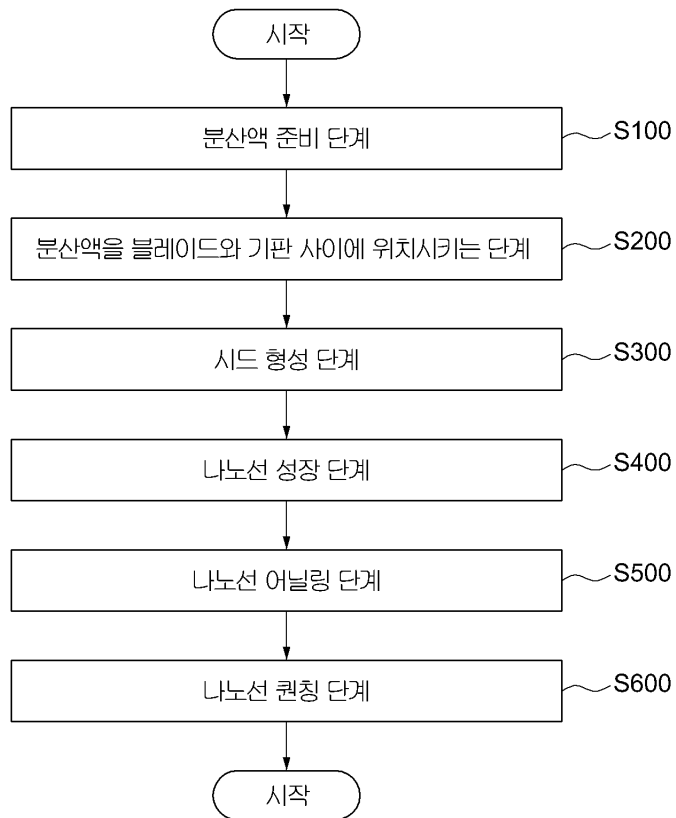 시작
분산액 준비 단계
S100
분산액을 블레이드와 기판 사이에 위치시키는 단계
S200
시드 형성 단계
S300
나노선 성장 단계
S400
나노선 어닐링 단계
S500
나노선 퀀칭 단계
S600
시작